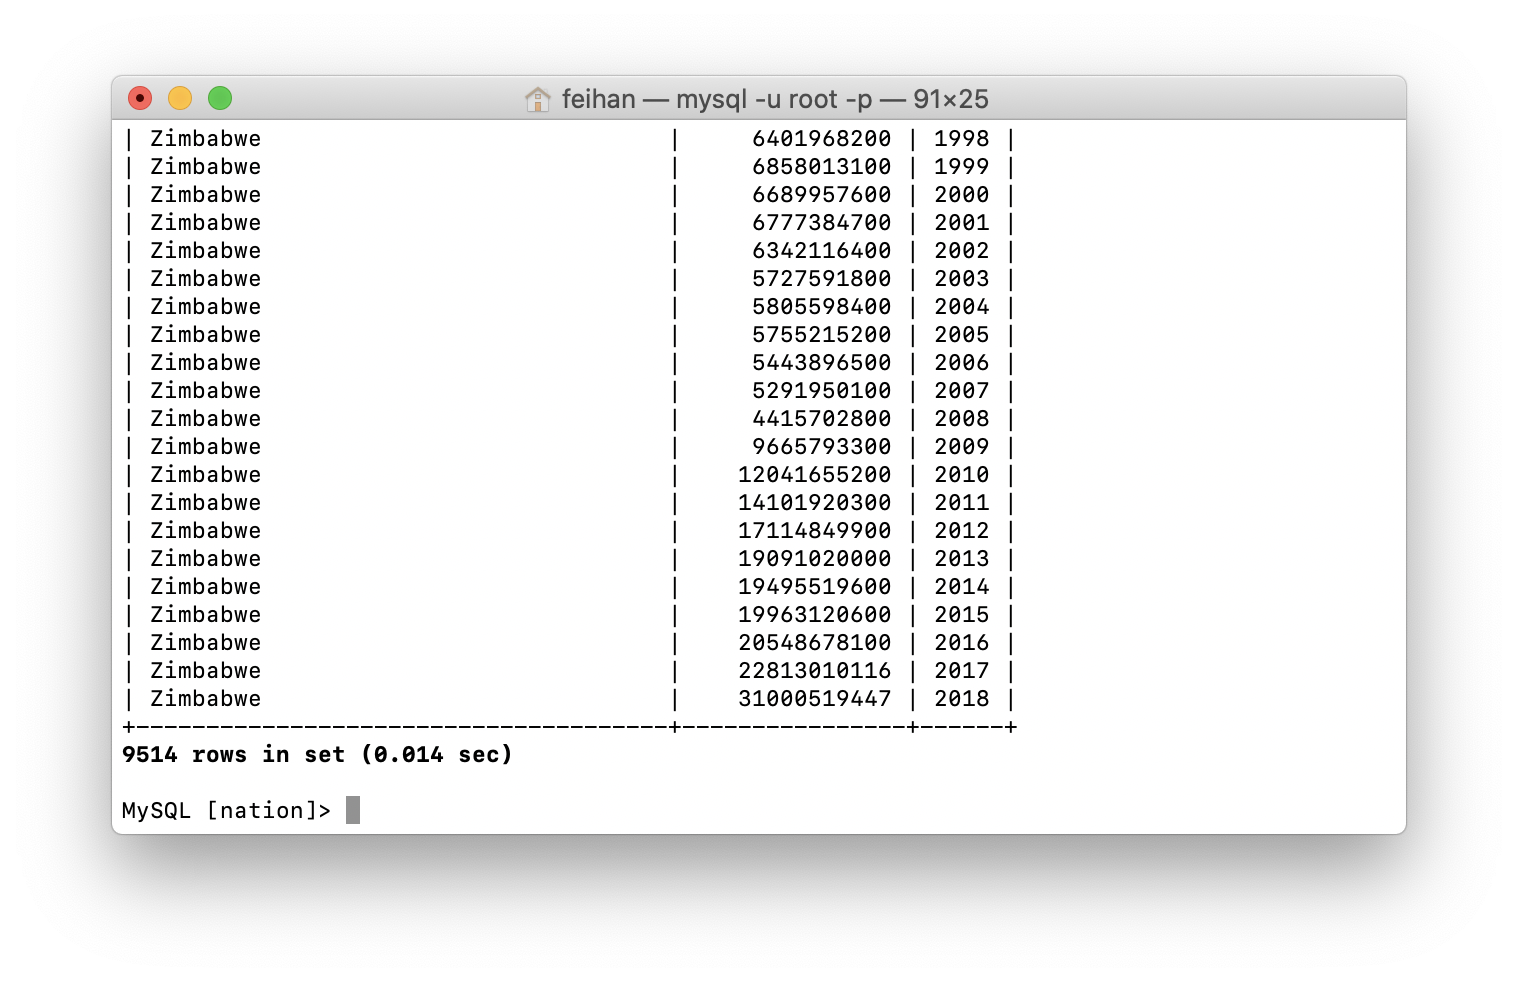 feihan — mysql -u root -p — 91×25
| Zimbabwe                              |     6401968200 | 1998 |
| Zimbabwe                              |     6858013100 | 1999 |
| Zimbabwe                              |     6689957600 | 2000 |
| Zimbabwe                              |     6777384700 | 2001 |
| Zimbabwe                              |     6342116400 | 2002 |
| Zimbabwe                              |     5727591800 | 2003 |
| Zimbabwe                              |     5805598400 | 2004 |
| Zimbabwe                              |     5755215200 | 2005 |
| Zimbabwe                              |     5443896500 | 2006 |
| Zimbabwe                              |     5291950100 | 2007 |
| Zimbabwe                              |     4415702800 | 2008 |
| Zimbabwe                              |     9665793300 | 2009 |
| Zimbabwe                              |    12041655200 | 2010 |
| Zimbabwe                              |    14101920300 | 2011 |
| Zimbabwe                              |    17114849900 | 2012 |
| Zimbabwe                              |    19091020000 | 2013 |
| Zimbabwe                              |    19495519600 | 2014 |
| Zimbabwe                              |    19963120600 | 2015 |
| Zimbabwe                              |    20548678100 | 2016 |
| Zimbabwe                              |    22813010116 | 2017 |
| Zimbabwe                              |    31000519447 | 2018 |
+---------------------------------------+----------------+------+
9514 rows in set (0.014 sec)
MySQL [nation]>